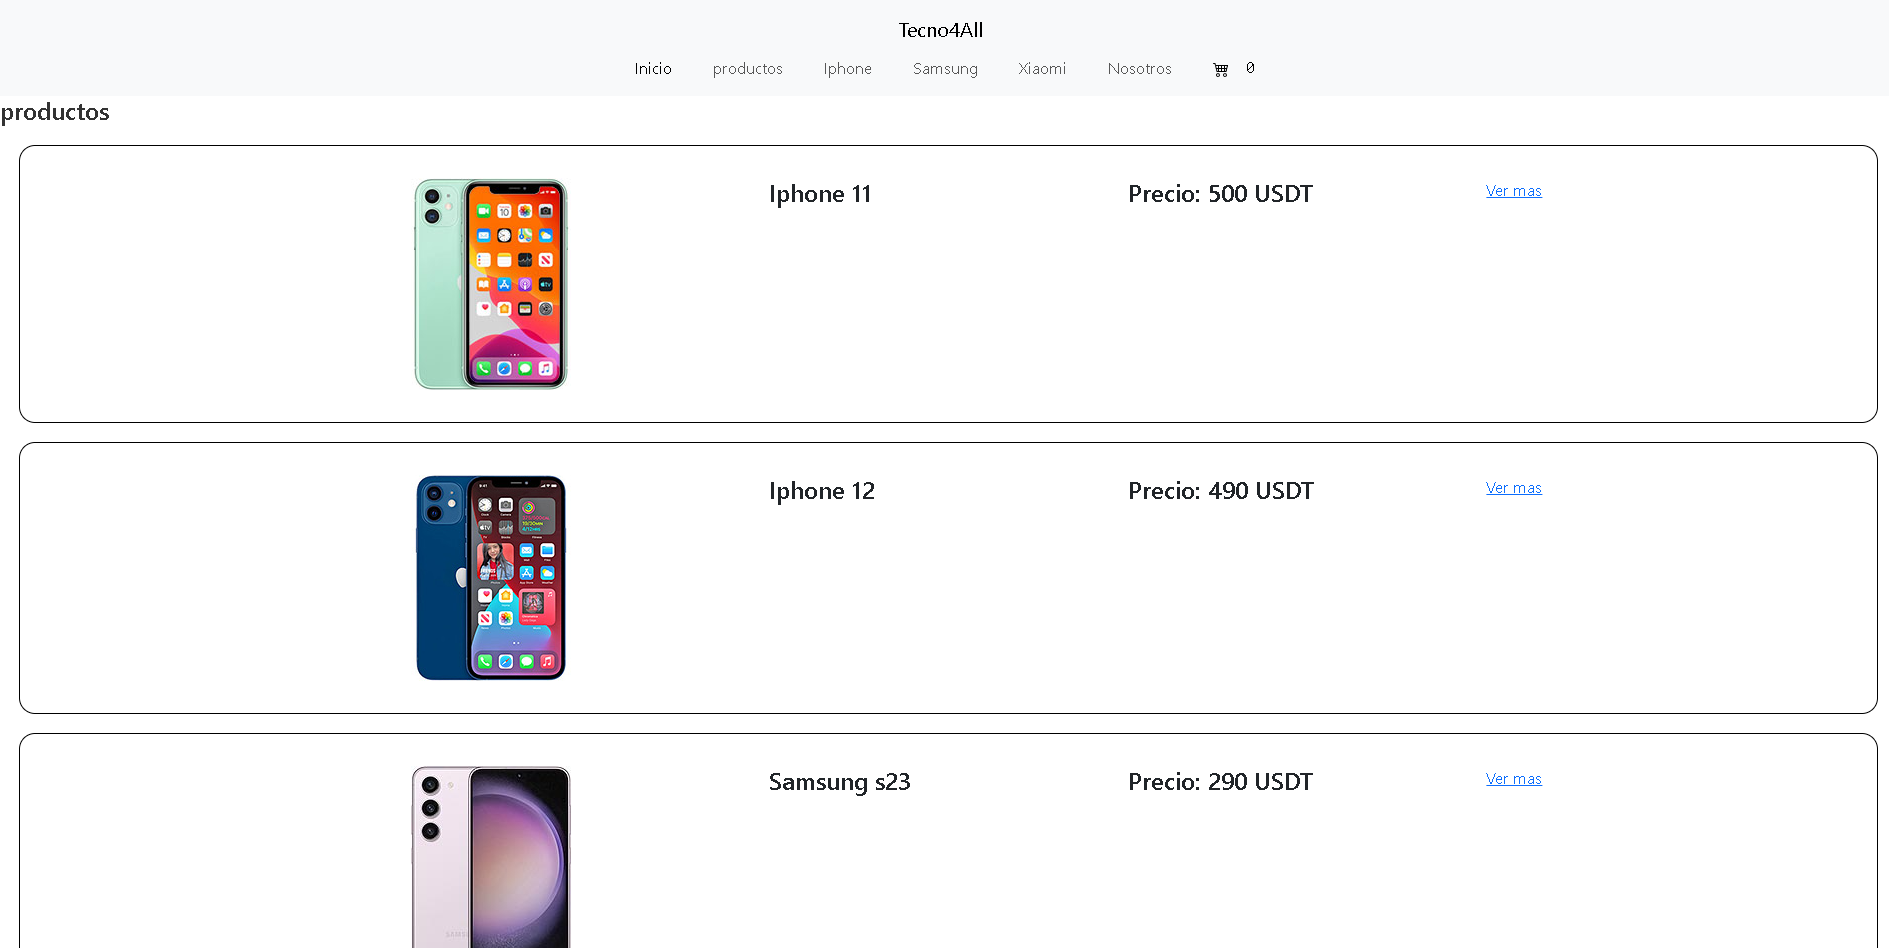 Tecno4All
Inicio productos Iphone Samsung Xiaomi Nosotros 0
productos
Iphone 11 Precio: 500 USDT Ver mas
Iphone 12 Precio: 490 USDT Ver mas
Samsung s23 Precio: 290 USDT Ver mas